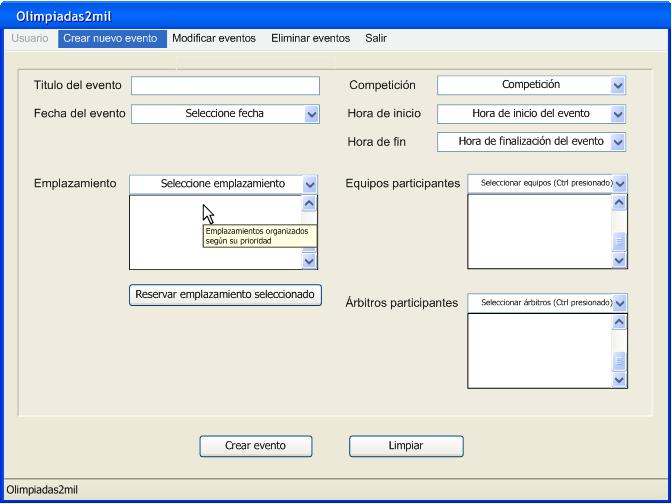 Olimpiadas2mil
Usuario Crear nuevo evento Modificar eventos Eliminar eventos Salir
Titulo del evento
Competición Competición
Fecha del evento Seleccione fecha
Hora de inicio Hora de inicio del evento
Hora de fin Hora de finalización del evento
Emplazamiento Seleccione emplazamiento
Equipos participantes Seleccionar equipos (Ctrl presionado)
Emplazamientos organizados
según su prioridad
Reservar emplazamiento seleccionado
Árbitros participantes Seleccionar árbitros (Ctrl presionado)
Crear evento Limpiar
Olimpiadas2mil